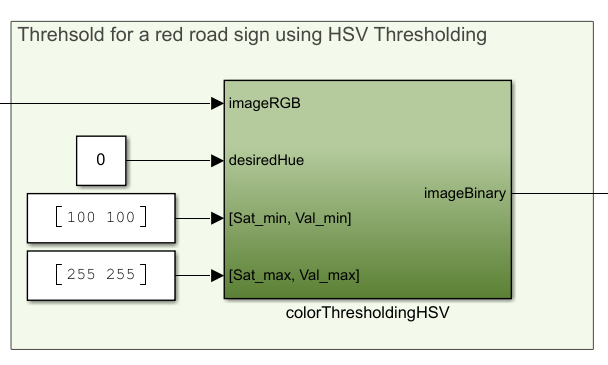 Threhsold for a red road sign using HSV Thresholding
imageRGB
0
desiredHue
imageBinary
[100 100]
[Sat_min, Val_min]
[255 255]
[Sat_max, Val_max]
colorThresholdingHSV